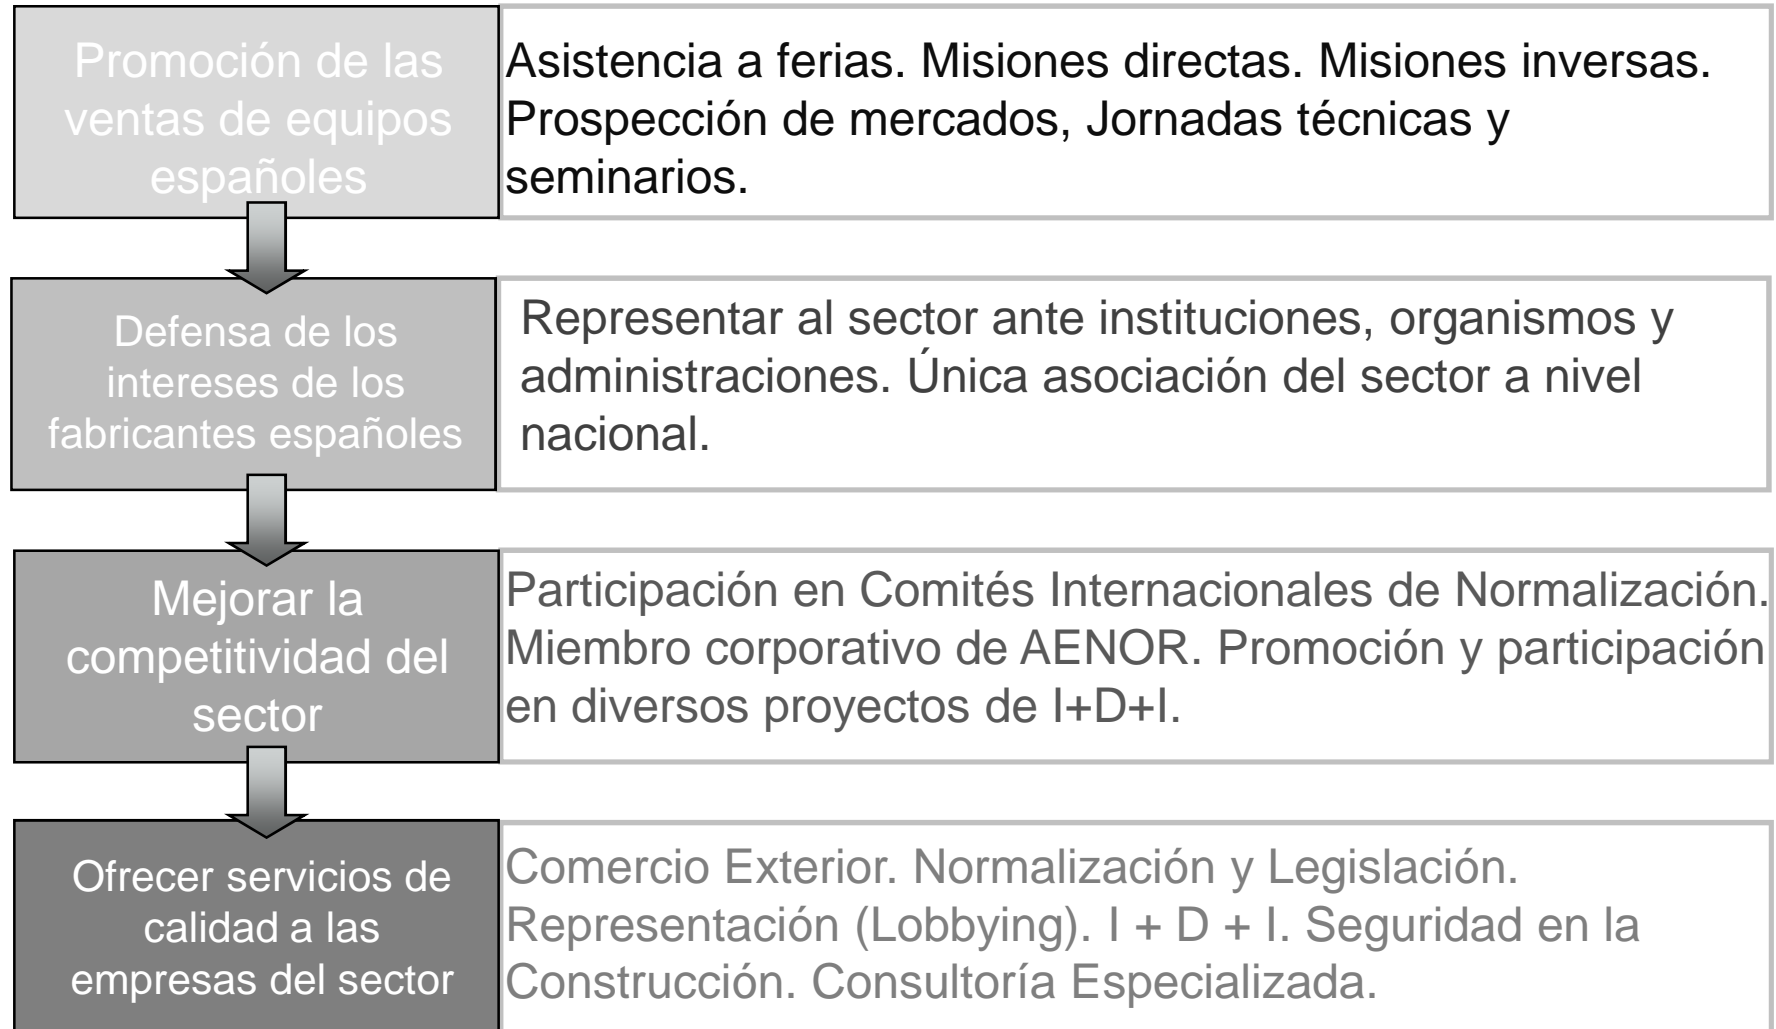 Promoción de las
ventas de equipos
españoles
Asistencia a ferias. Misiones directas. Misiones inversas.
Prospección de mercados, Jornadas técnicas y
seminarios.
Defensa de los
intereses de los
fabricantes españoles
Representar al sector ante instituciones, organismos y
administraciones. Única asociación del sector a nivel
nacional.
Mejorar la
competitividad del
sector
Participación en Comités Internacionales de Normalización.
Miembro corporativo de AENOR. Promoción y participación
en diversos proyectos de I+D+I.
Ofrecer servicios de
calidad a las
empresas del sector
Comercio Exterior. Normalización y Legislación.
Representación (Lobbying). I + D + I. Seguridad en la
Construcción. Consultoría Especializada.